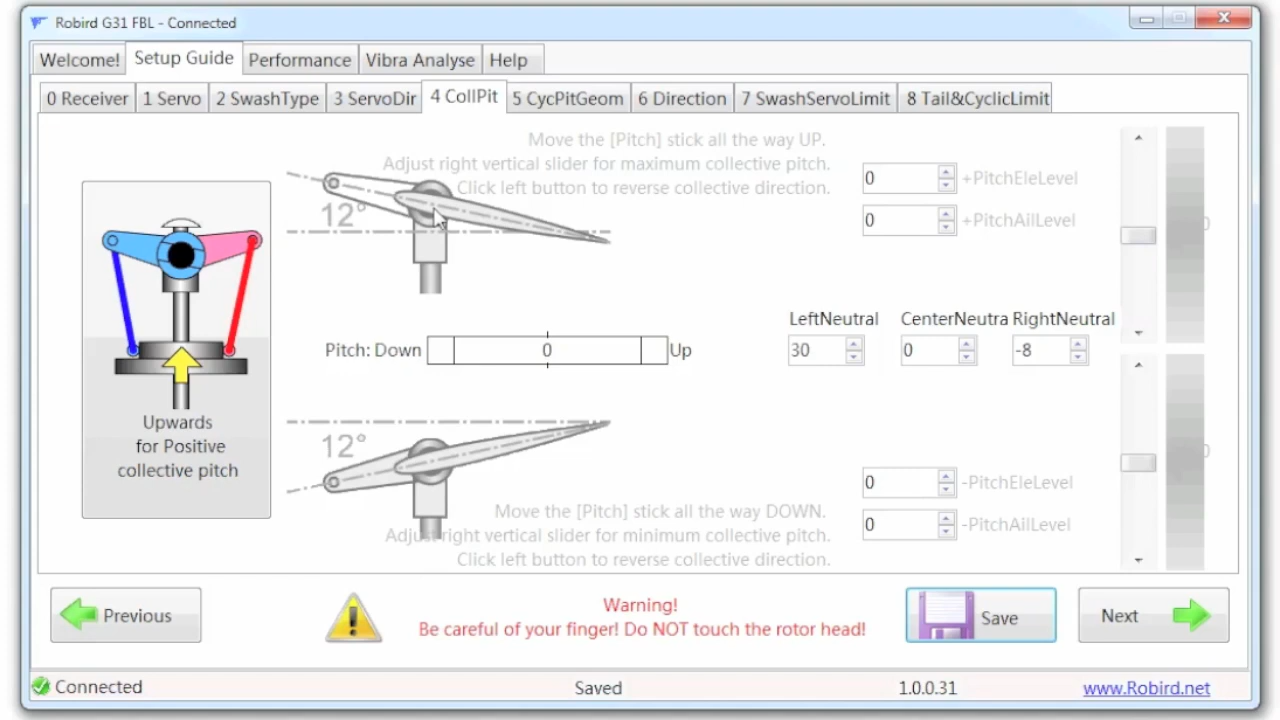 Robird G31 FBL - Connected
Welcome! Setup Guide Performance Vibra Analyse Help
0 Receiver 1 Servo 2 SwashType 3 ServoDir 4 CollPit 5 CycPitGeom 6 Direction 7 SwashServoLimit 8 Tail&CyclicLimit
Move the [Pitch] stick all the way UP.
Adjust right vertical slider for maximum collective pitch.
Click left button to reverse collective direction.
12°
0 +PitchEleLevel
0 +PitchAilLevel
0
LeftNeutral CenterNeutra RightNeutral
Pitch: Down 0 Up
30 0 -8
Upwards
for Positive
collective pitch
12°
0
0 -PitchEleLevel
0 -PitchAilLevel
Move the [Pitch] stick all the way DOWN.
Adjust right vertical slider for minimum collective pitch.
Click left button to reverse collective direction.
Previous
Warning!
Be careful of your finger! Do NOT touch the rotor head!
Save
Next
Connected Saved 1.0.0.31 www.Robird.net